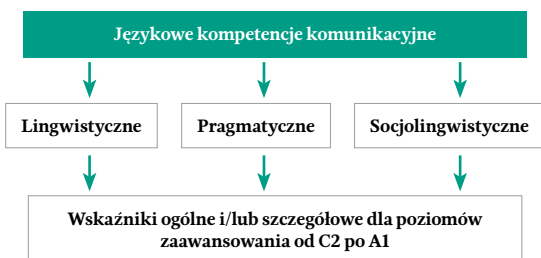 Językowe kompetencje komunikacyjne
Lingwistyczne
Pragmatyczne
Socjolingwistyczne
Wskaźniki ogólne i/lub szczegółowe dla poziomów
zaawansowania od C2 po A1